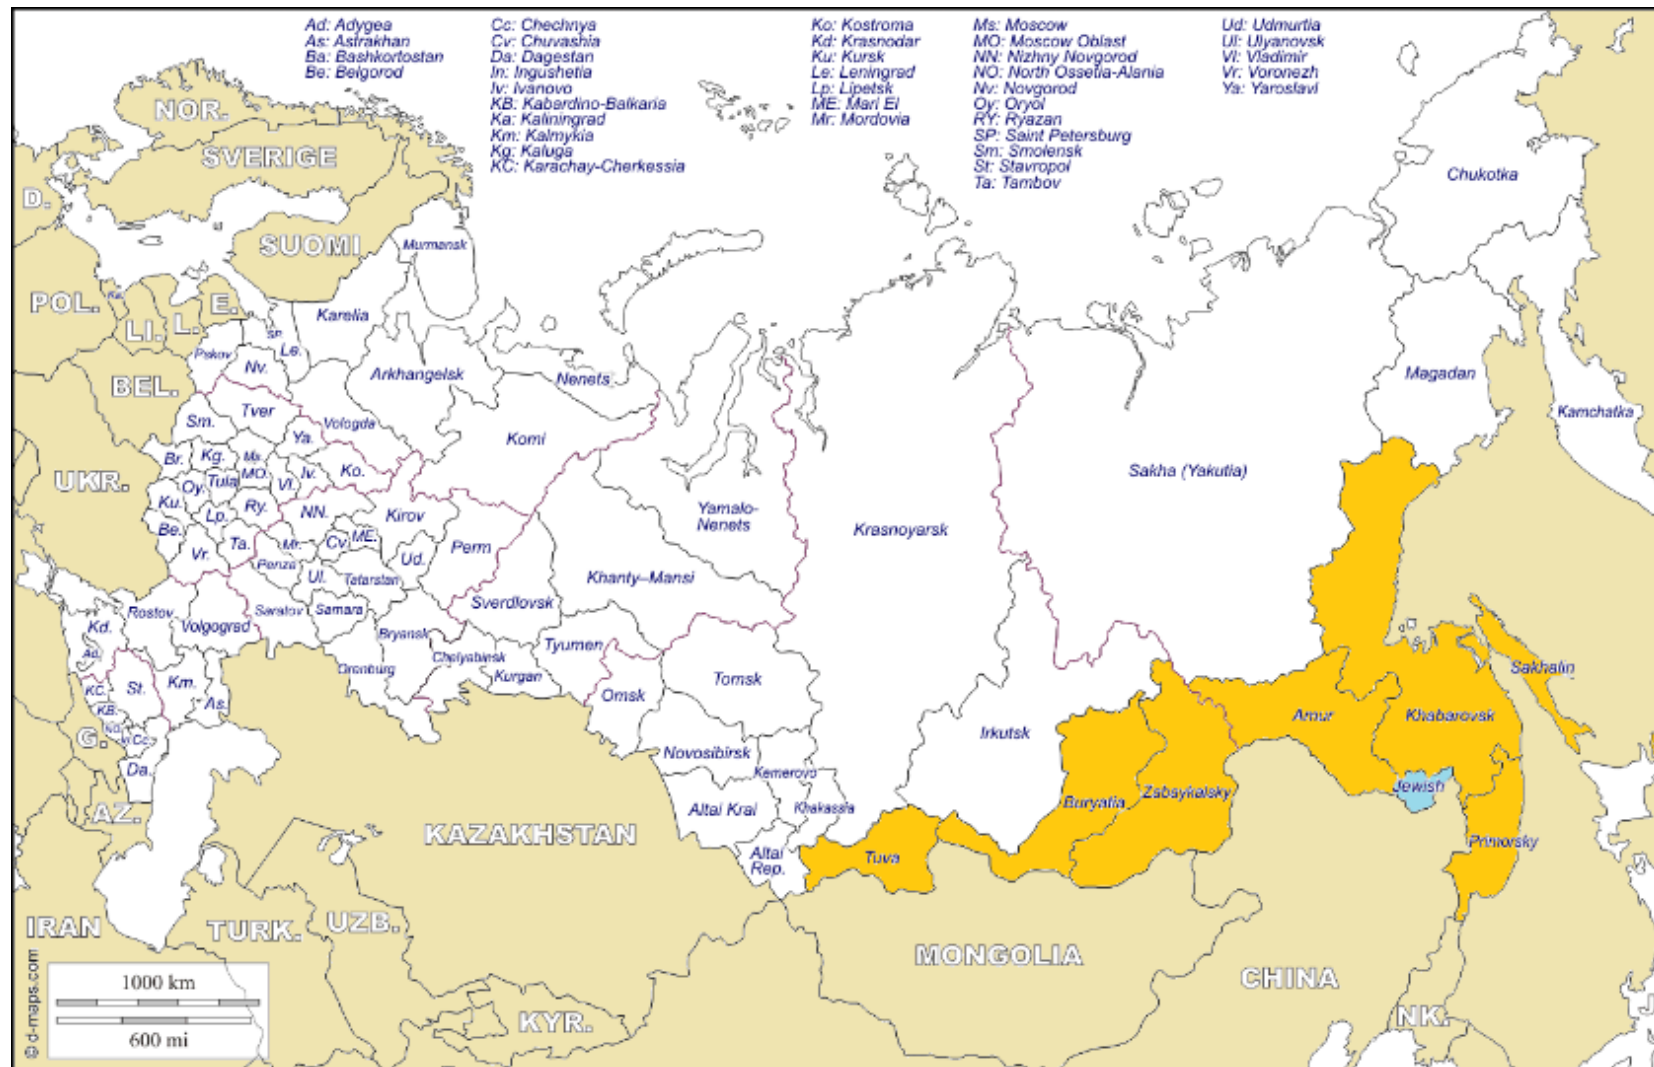 Ad: Adygea
As: Astrakhan
Ba: Bashkortostan
Be: Belgorod
Cc: Chechnya
Cv: Chuvashia
Da: Dagestan
In: Ingushetia
Iv: Ivanovo
KB: Kabardino-Balkaria
Ka: Kaliningrad
Km: Kalmykia
Kg: Kaluga
KC: Karachay-Cherkessia
Ko: Kostroma
Kd: Krasnodar
Ku: Kursk
Le: Leningrad
Lp: Lipetsk
ME: Mari El
Mr: Mordovia
Ms: Moscow
MO: Moscow Oblast
NN: Nizhny Novgorod
NO: North Ossetia-Alania
Nv: Novgorod
Oy: Oryol
RY: Ryazan
SP: Saint Petersburg
Sm: Smolensk
St: Stavropol
Ta: Tambov
Ud: Udmurtia
Ul: Ulyanovsk
Vl: Vladimir
Vr: Voronezh
Ya: Yaroslavl
NOR.
SVERIGE
D.
SUOMI
Murmansk
Chukotka
POL.
Ka.
LI.
L.
E.
SP.
Le.
Karelia
Pskov
Nv.
Arkhangelsk
Nenets
Magadan
Kamchatka
BEL.
Sm.
Tver
Ya.
Vologda
Komi
Br.
Kg.
Ms.
MO.
Iv.
Ko.
Vl.
Tula
Oy.
UKR.
Sakha (Yakutia)
Ku.
Lp.
Ry.
NN.
Kirov
Yamalo-
Nenets
Krasnoyarsk
Be.
Vr.
Ta.
Mr.
Cv.
ME.
Ud.
Perm
Penza
Ul.
Tatarstan
Khanty–Mansi
Sverdlovsk
Rostov
Kd.
Volgograd
Saratov
Samara
Bryansk
Tyumen
Ad.
Chelyabinsk
Orenburg
Kurgan
Sakhalin
KC.
St.
Km.
As.
Omsk
Tomsk
KB.
NO.
Cc.
G.
Da.
Irkutsk
Amur
Khabarovsk
Novosibirsk
Kemerovo
Jewish
AZ.
Altai Krai
Khakassia
Buryatia
Zabaykalsky
KAZAKHSTAN
Altai
Rep.
Tuva
Primorsky
IRAN
TURK.
UZB.
MONGOLIA
CHINA
KYR.
NK.
J
1000 km
600 mi
© d-maps.com